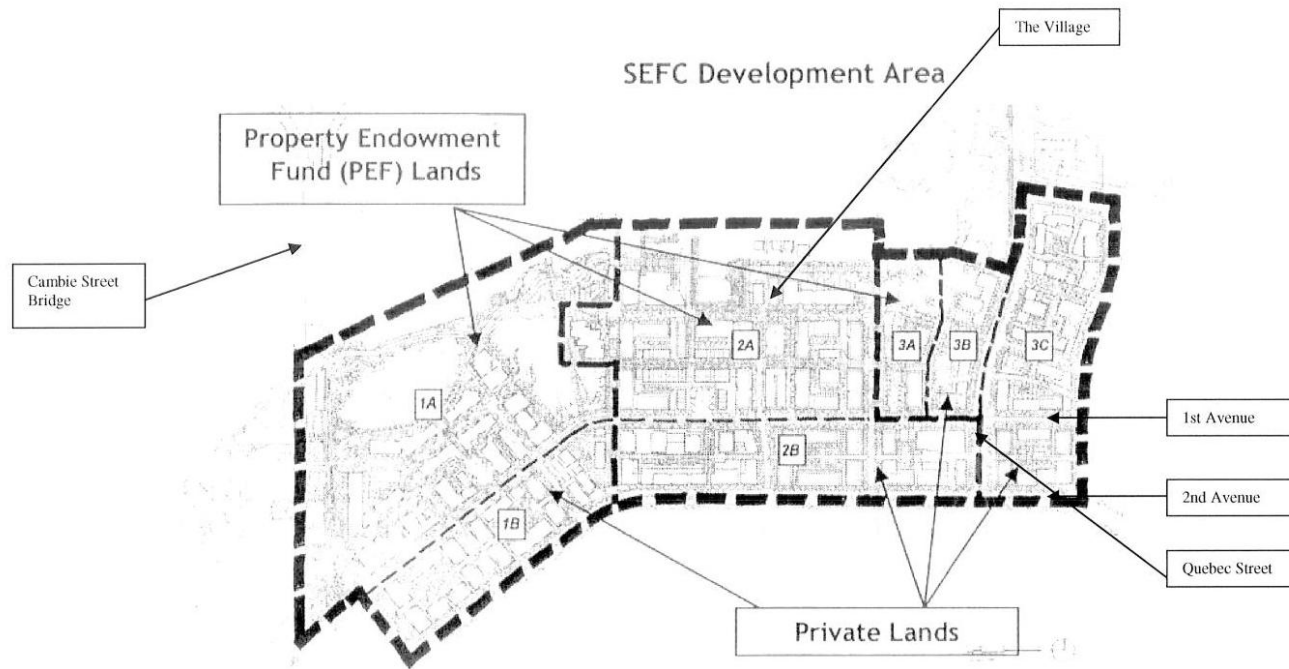 The Village
SEFC Development Area
Property Endowment
Fund (PEF) Lands
Cambie Street
Bridge
2A
3A
3B
3C
1A
1st Avenue
2B
2nd Avenue
1B
Quebec Street
Private Lands